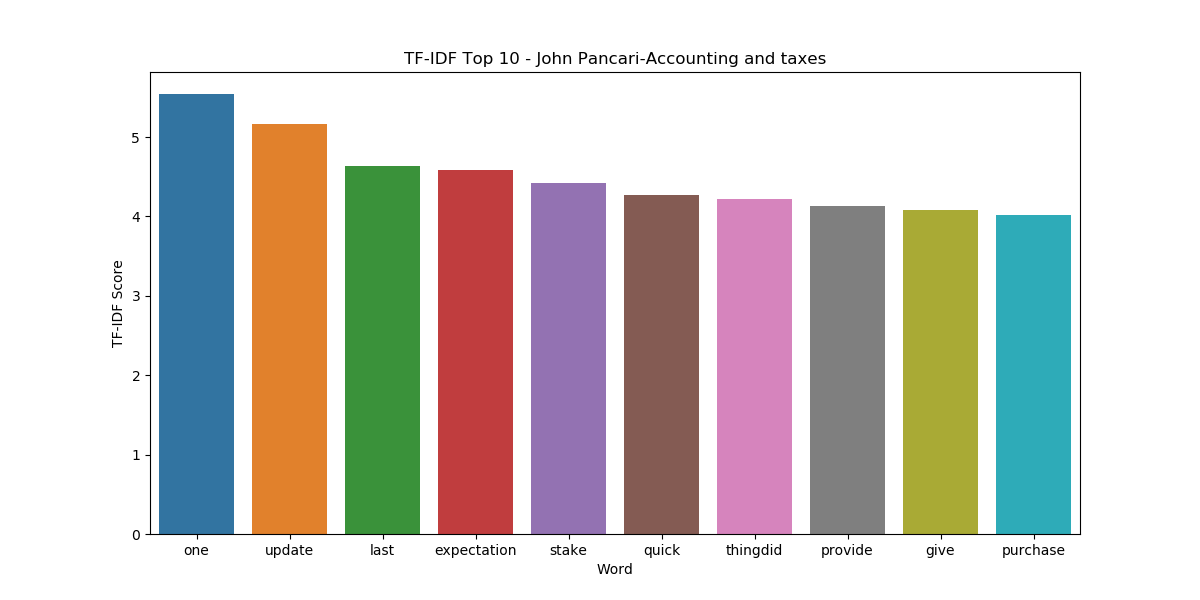 TF-IDF Top 10 - John Pancari-Accounting and taxes
TF-IDF Score
5
4
3
2
1
0
one update last expectation stake quick thingdid provide give purchase
Word